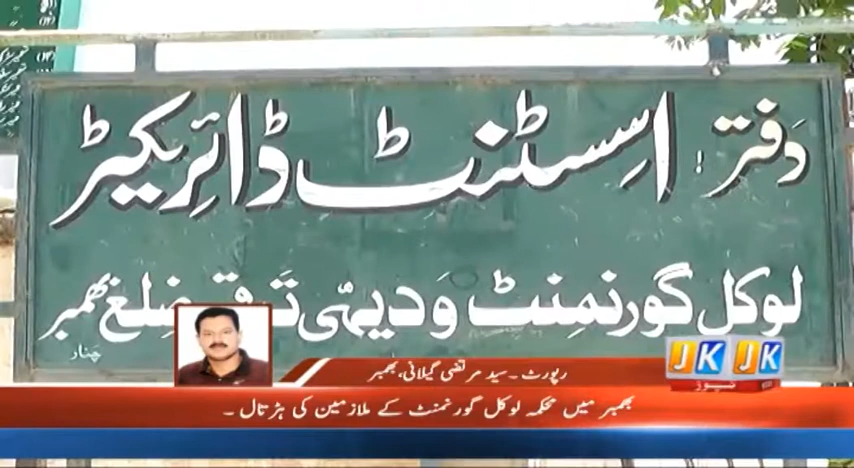 دفتر: اسسٹنٹ ڈائریکٹر
لوکل گورنمنٹ و دیہی ترقی ضلع بھمبر
چنار
رپورٹ ۔ سید مرتضیٰ گیلانی، بھمبر
JK JK
نیوز
بھمبر میں محکمہ لوکل گورنمنٹ کے ملازمین کی ہڑتال ۔